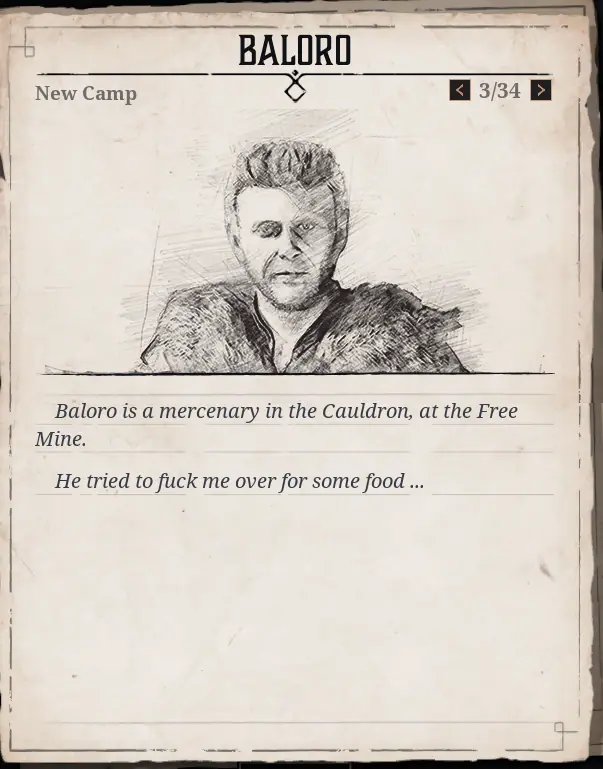 BALORO
New Camp
3/34
Baloro is a mercenary in the Cauldron, at the Free
Mine.
He tried to fuck me over for some food ...